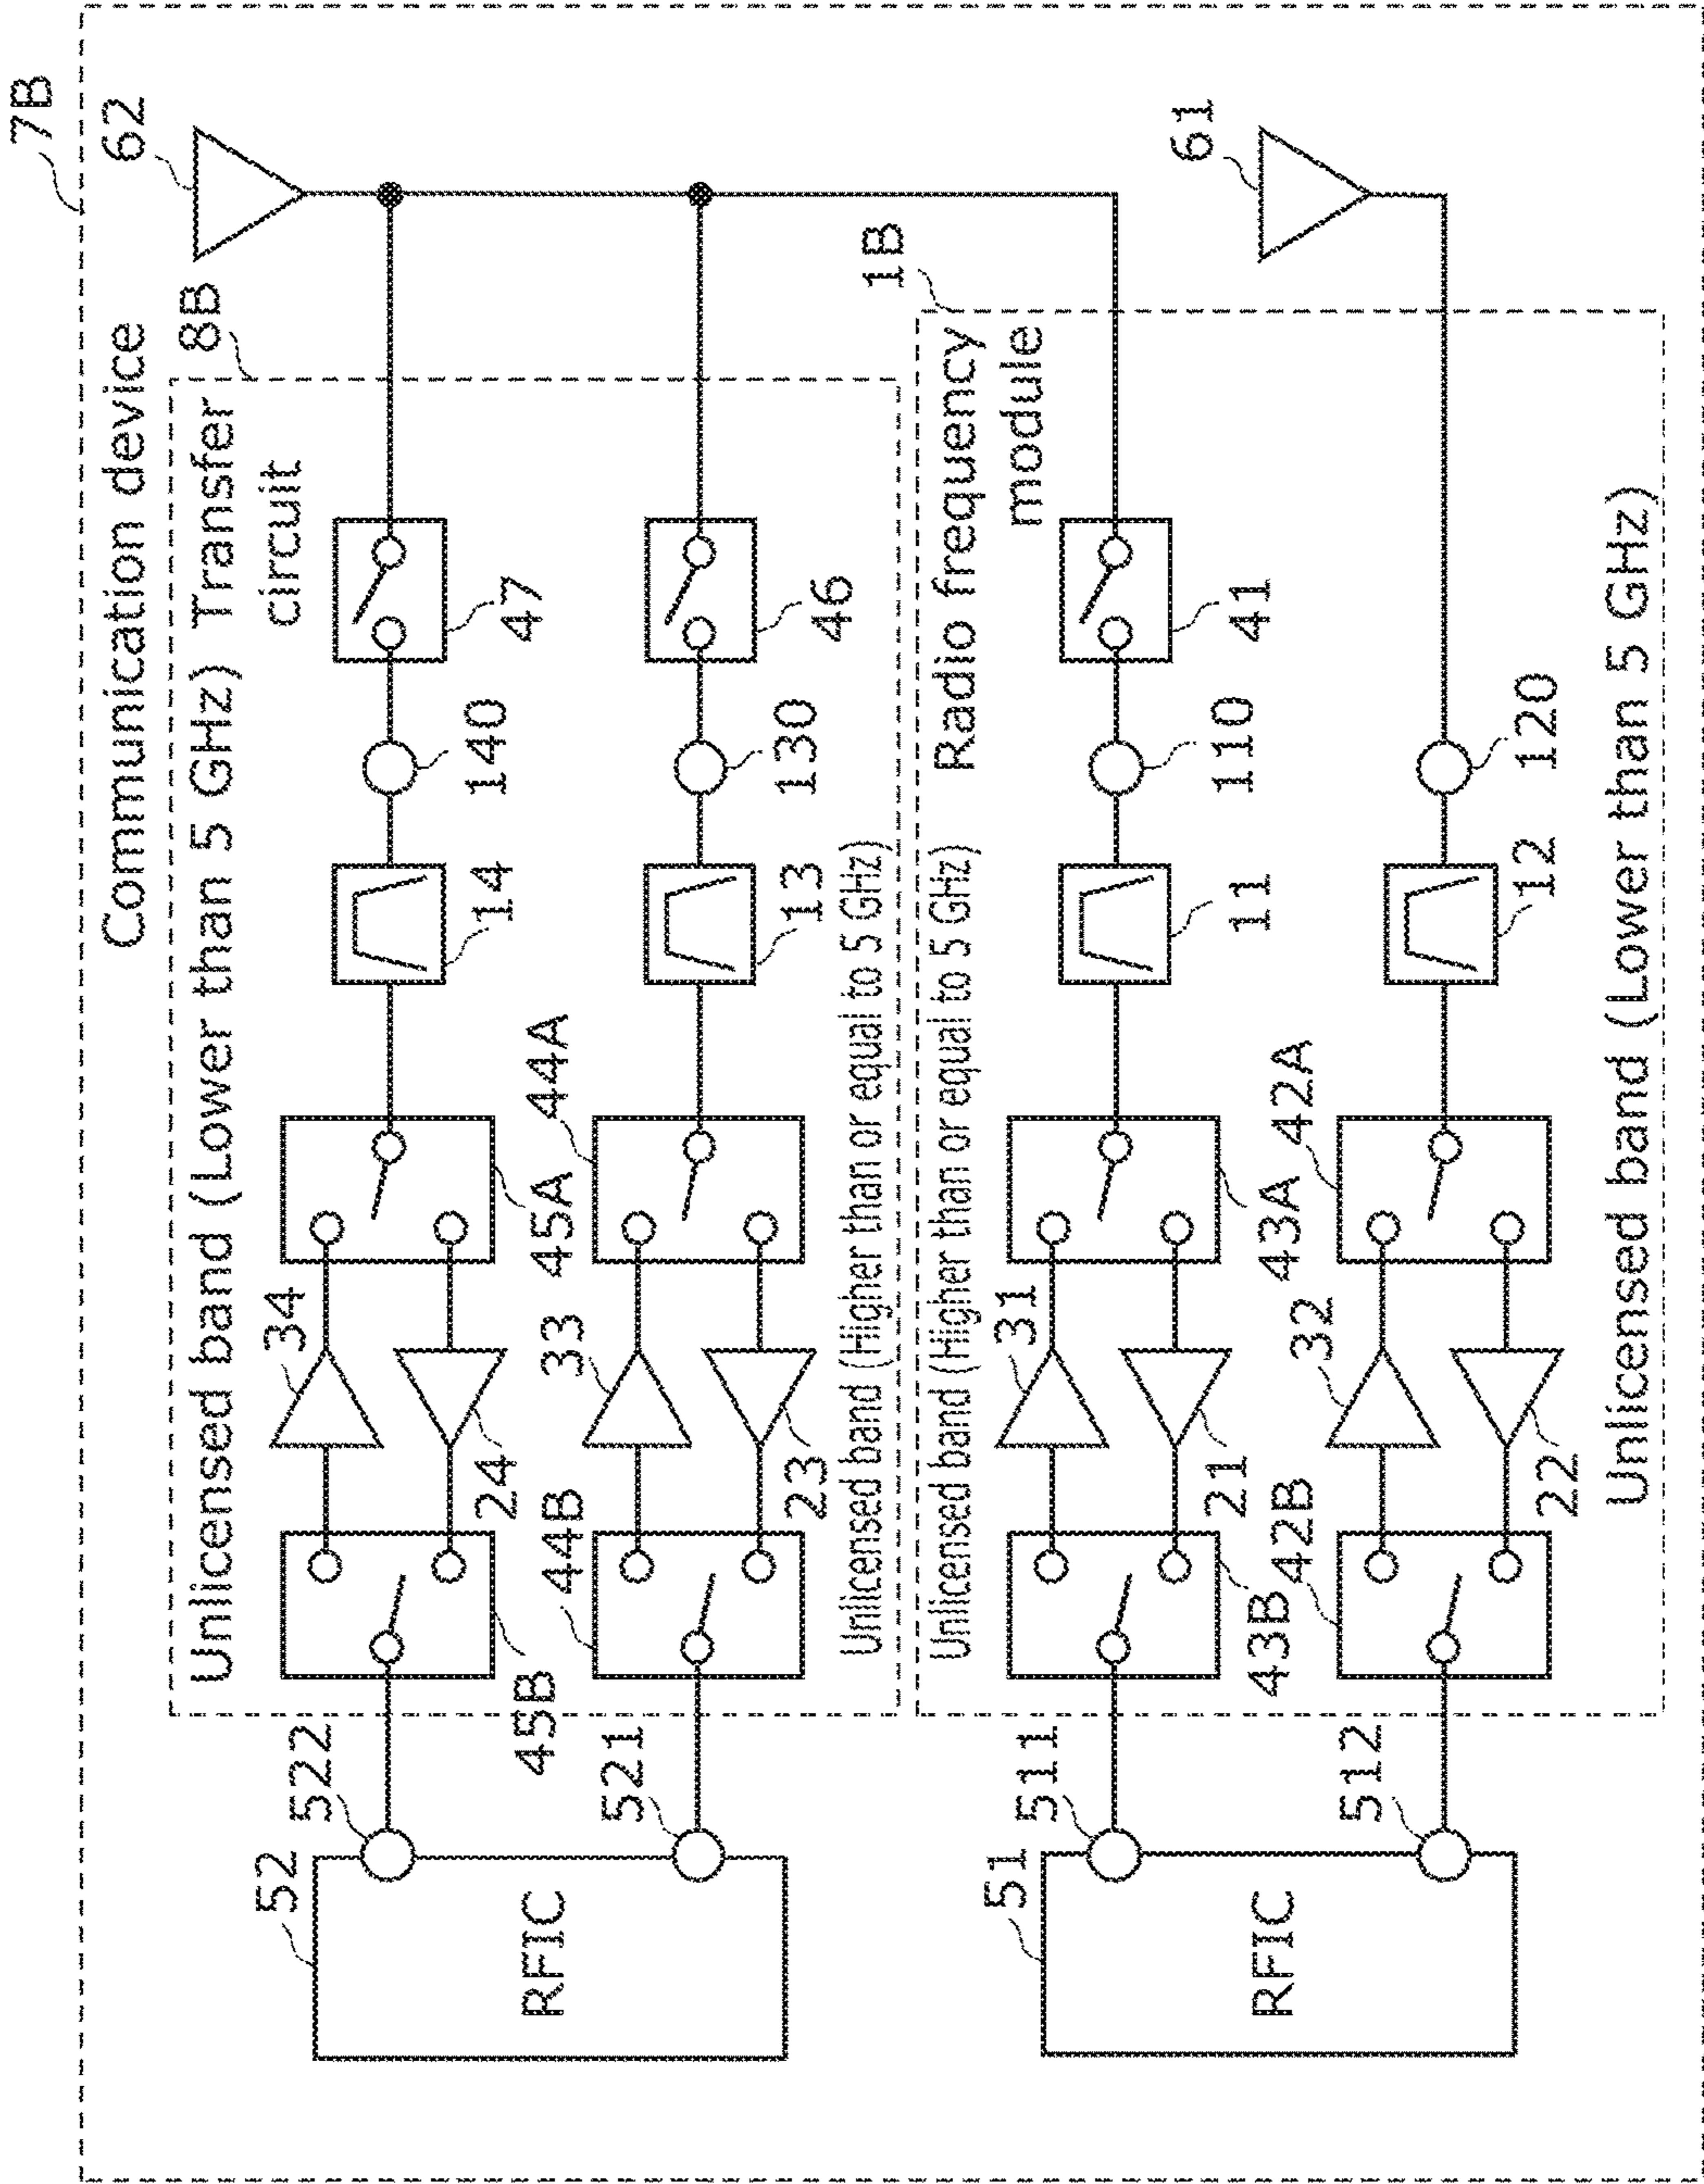 7B
Communication device
62
Unlicensed band (Lower than 5 GHz) Transfer
circuit
8B
52
522
34
45B
24
45A
14
140
47
RFIC
521
44B
33
44A
23
13
130
46
Unlicensed band (Higher than or equal to 5 GHz)
1B
Unlicensed band (Higher than or equal to 5 GHz)
Radio frequency
module
51
511
31
43B
21
43A
11
110
41
61
RFIC
512
42B
32
42A
22
12
120
Unlicensed band (Lower than 5 GHz)